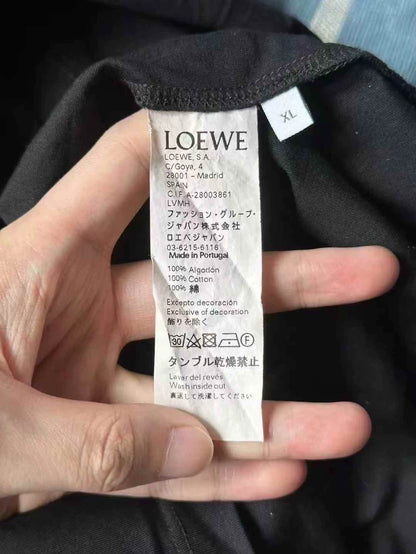 LOEWE
LOEWE, S.A.
C/Goya, 4
28001 – Madrid
SPAIN
C.I.F. A-28003861
LVMH
ファッション・グループ・
ジャパン株式会社
ロエベジャパン
03-6215-6116
Made in Portugal
100% Algodón
100% Cotton
100% 綿
Excepto decoración
Exclusive of decoration
飾りを除く
タンブル乾燥禁止
Lavar del revés
Wash inside out
裏返して洗濯してください
XL